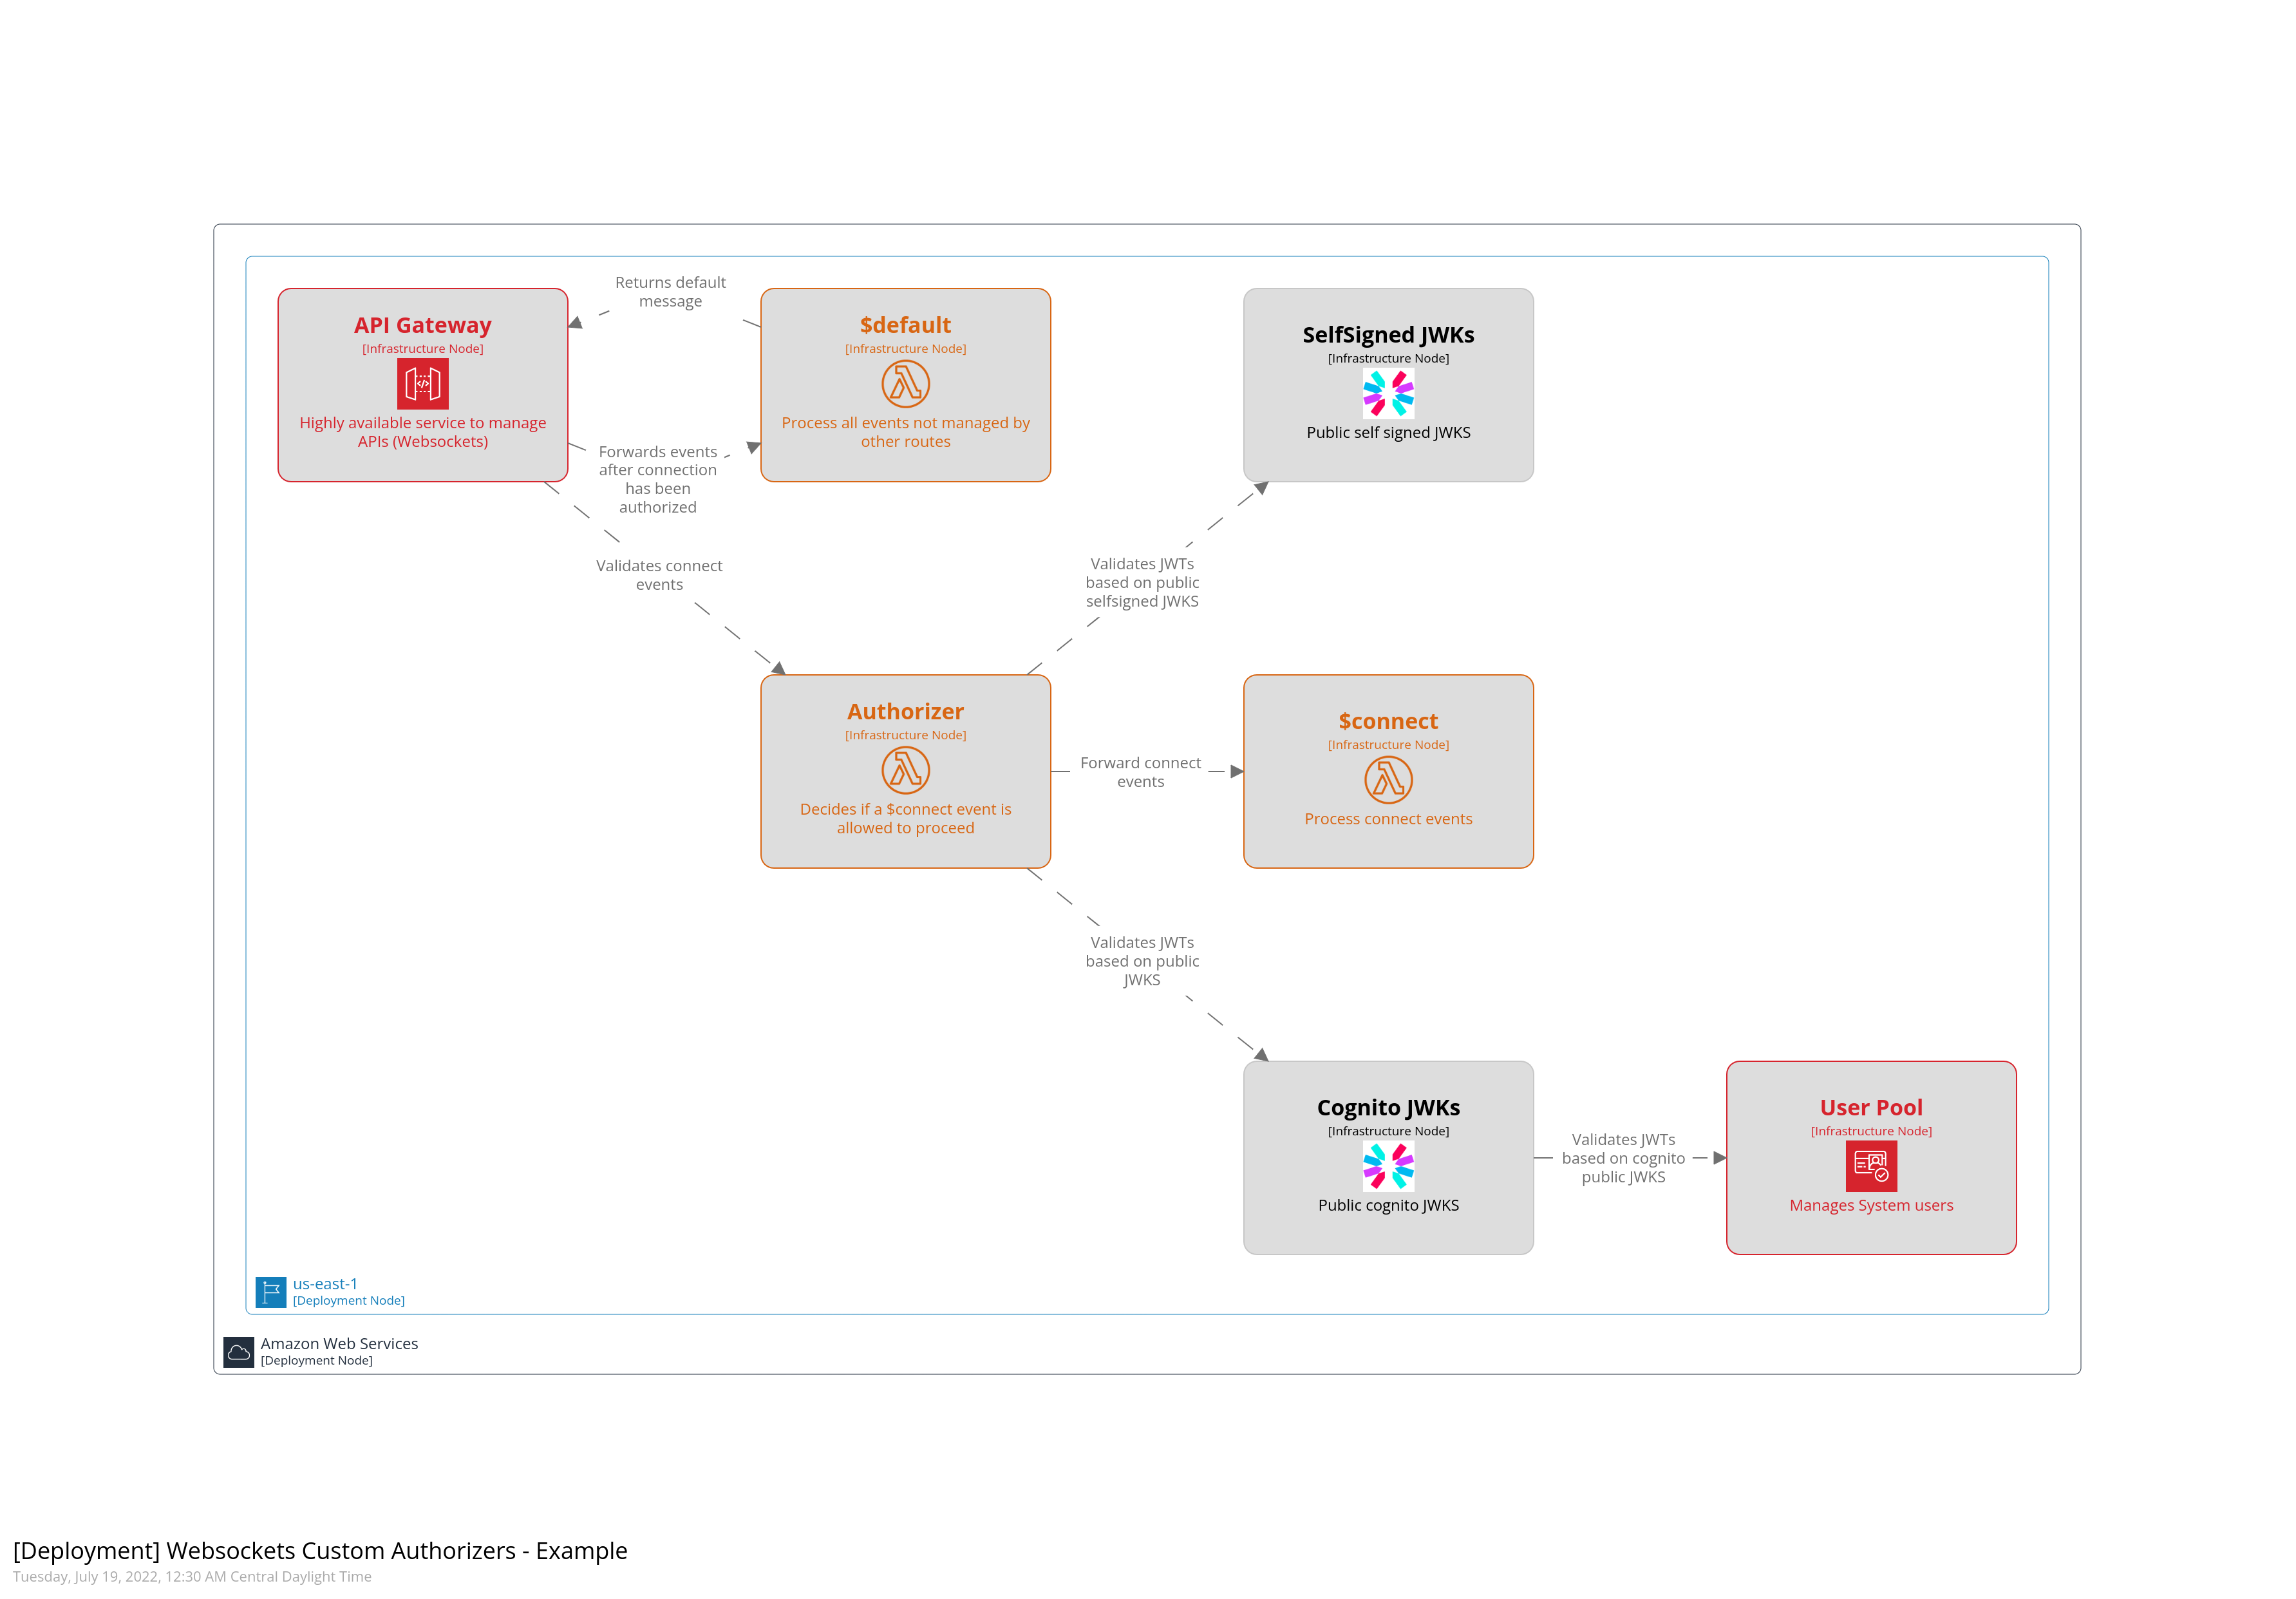 Returns default
message
API Gateway
[Infrastructure Node]
</>
Highly available service to manage
APIs (Websockets)
$default
[Infrastructure Node]
Process all events not managed by
other routes
SelfSigned JWKs
[Infrastructure Node]
Public self signed JWKS
Forwards events
after connection
has been
authorized
Validates connect
events
Validates JWTs
based on public
selfsigned JWKS
Authorizer
[Infrastructure Node]
Decides if a $connect event is
allowed to proceed
Forward connect
events
$connect
[Infrastructure Node]
Process connect events
Validates JWTs
based on public
JWKS
Cognito JWKs
[Infrastructure Node]
Public cognito JWKS
Validates JWTs
based on cognito
public JWKS
User Pool
[Infrastructure Node]
Manages System users
us-east-1
[Deployment Node]
Amazon Web Services
[Deployment Node]
[Deployment] Websockets Custom Authorizers - Example
Tuesday, July 19, 2022, 12:30 AM Central Daylight Time